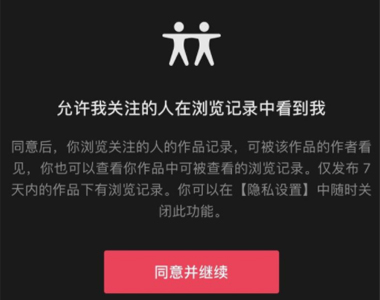 允许我关注的人在浏览记录中看到我
同意后，你浏览关注的人的作品记录，可被该作品的作者看
见，你也可以查看你作品中可被查看的浏览记录。仅发布 7
天内的作品下有浏览记录。你可以在【隐私设置】中随时关
闭此功能。
同意并继续